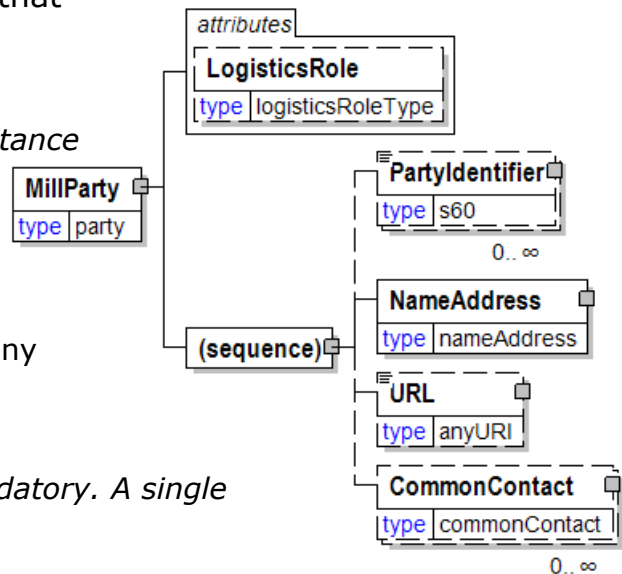 that
attributes
LogisticsRole
type logisticsRoleType
tance
MillParty
type party
PartyIdentifier
type s60
0.. ∞
NameAddress
type nameAddress
ny
(sequence)
URL
type anyURI
datory. A single
CommonContact
type commonContact
0.. ∞